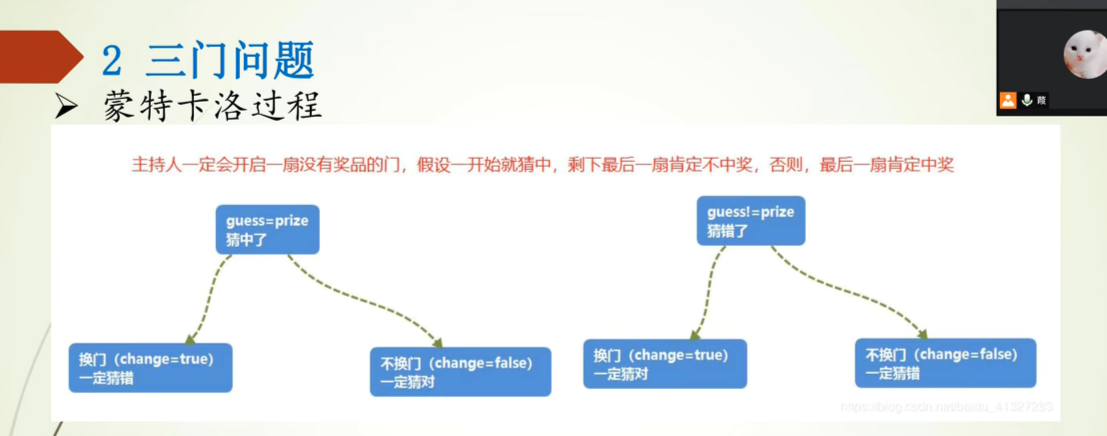 2 三门问题
蒙特卡洛过程
葭
主持人一定会开启一扇没有奖品的门，假设一开始就猜中，剩下最后一扇肯定不中奖，否则，最后一扇肯定中奖
guess=prize
猜中了
guess!=prize
猜错了
换门（change=true）
一定猜错
不换门（change=false）
一定猜对
换门（change=true）
一定猜对
不换门（change=false）
一定猜错
https://blog.csdn.net/baixiu_41327283